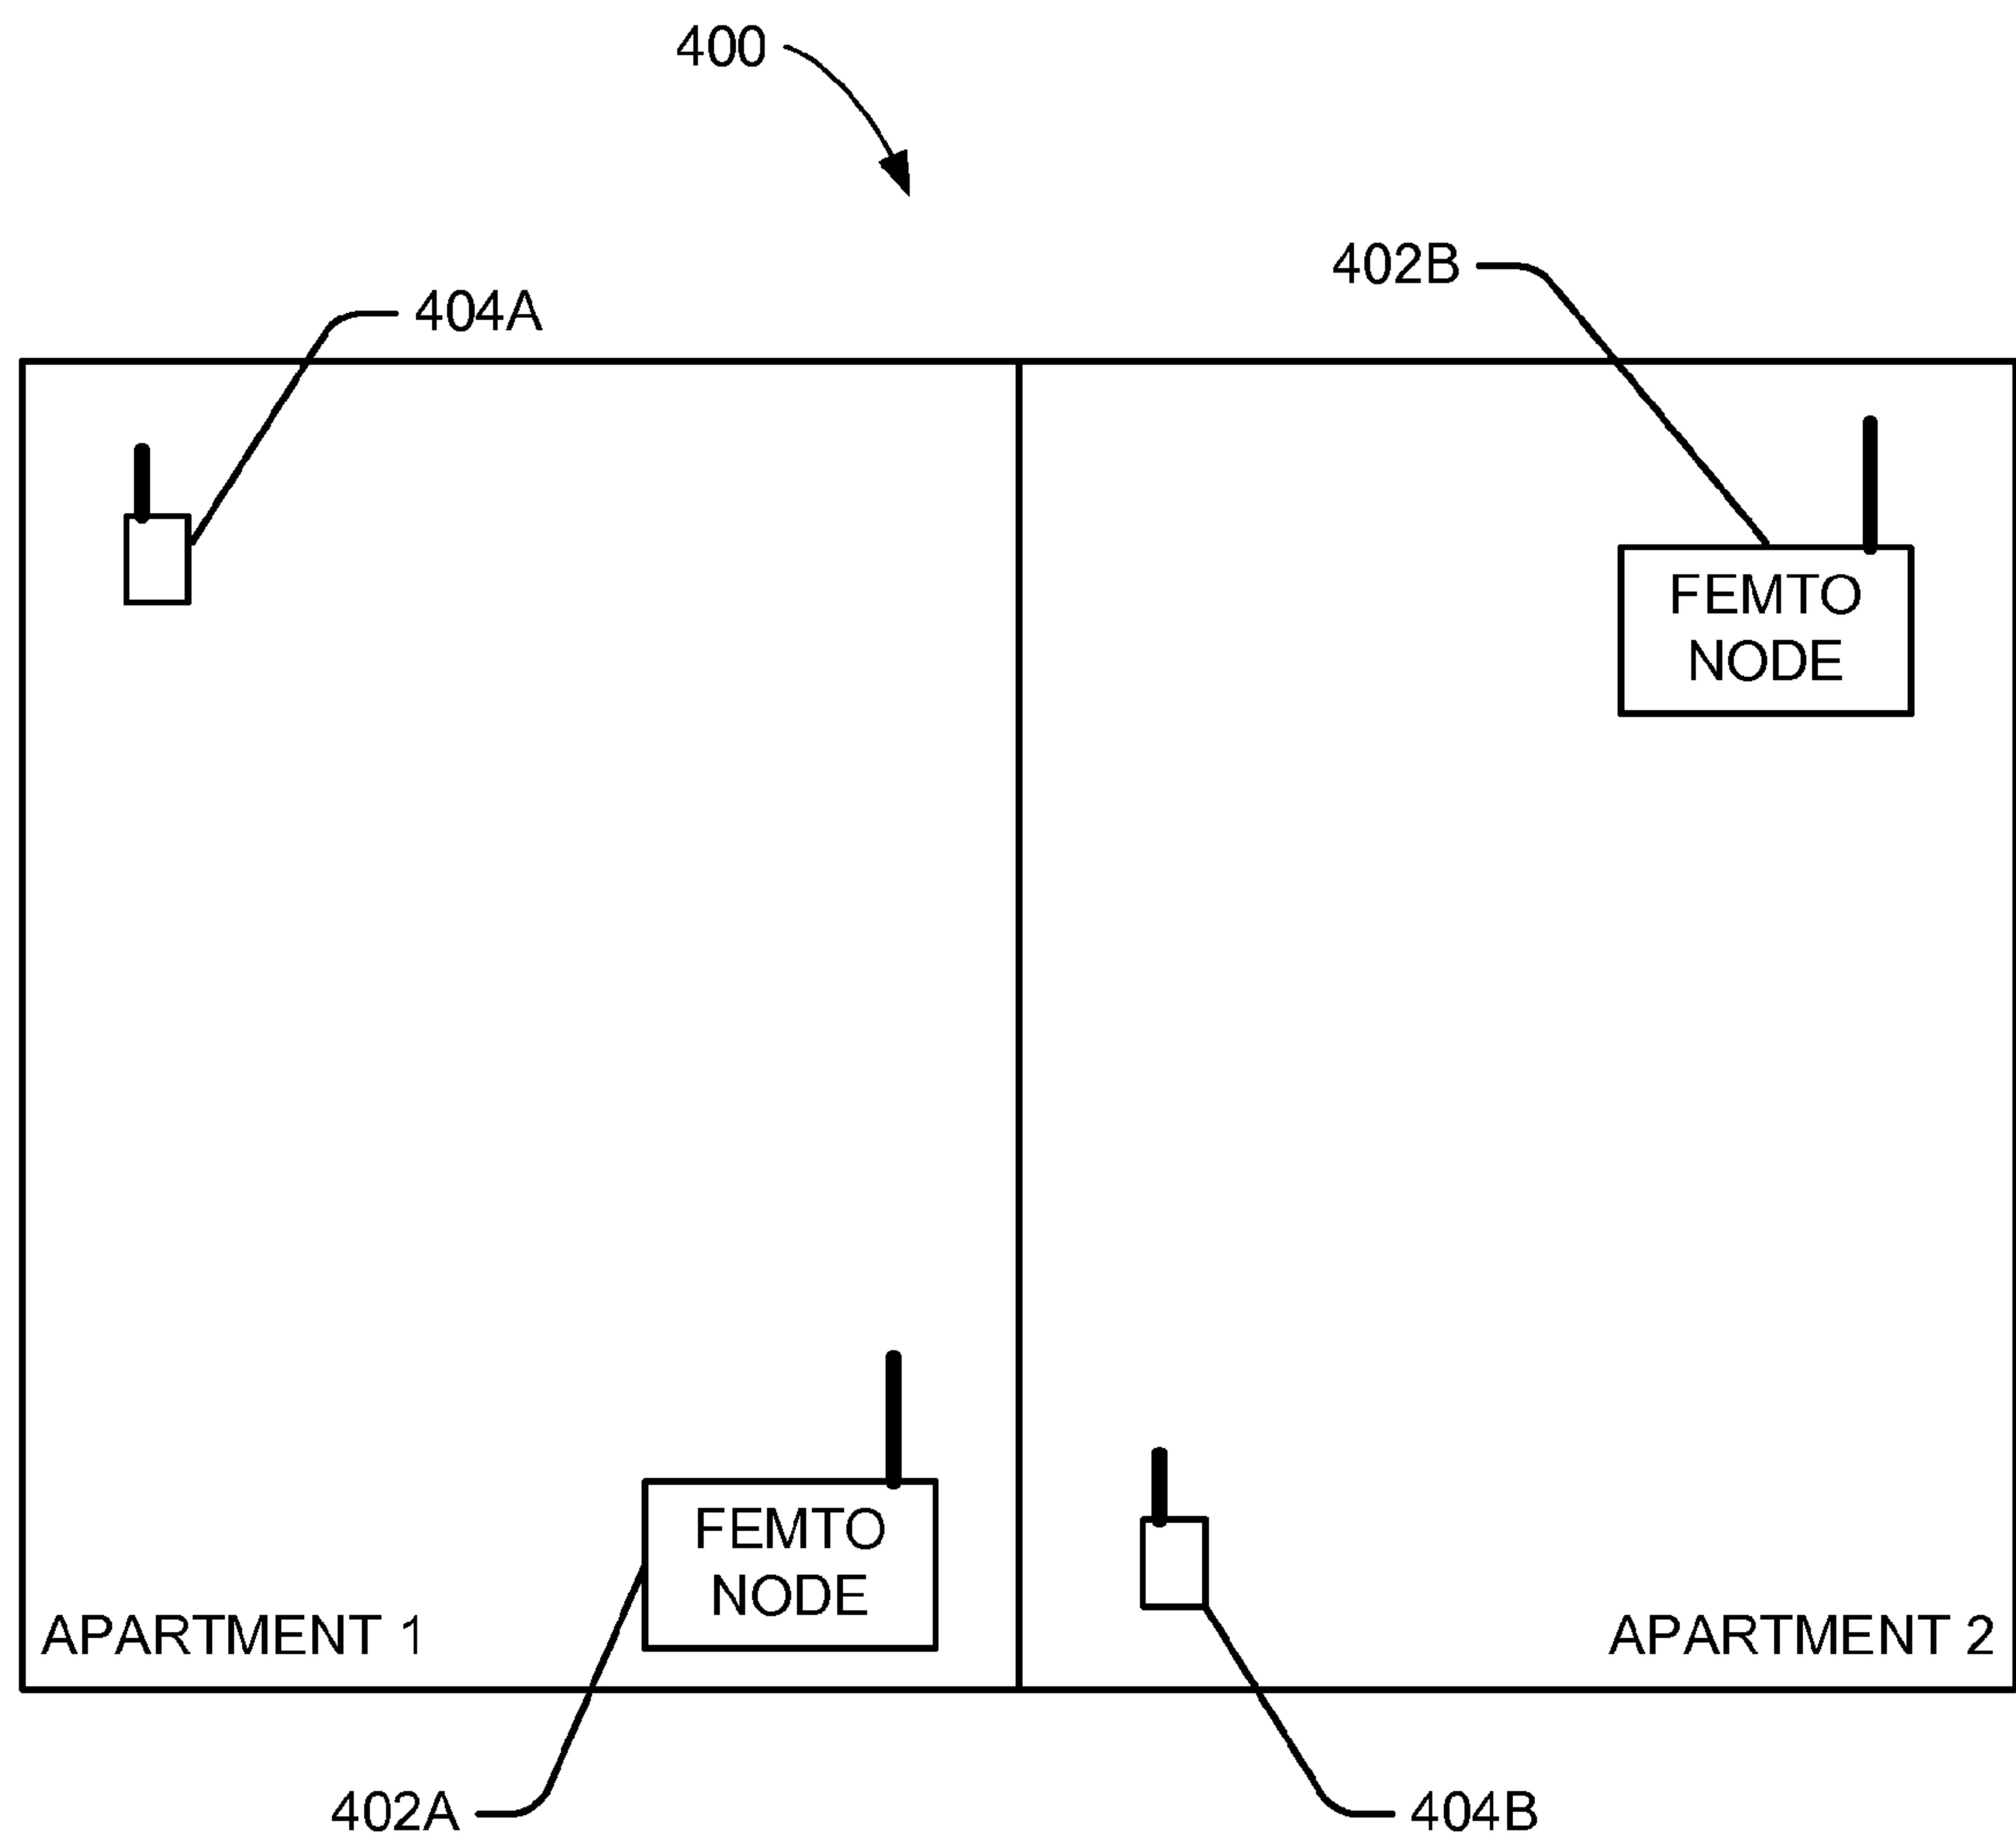 400
402B
404A
FEMTO
NODE
FEMTO
NODE
APARTMENT 1
APARTMENT 2
402A
404B